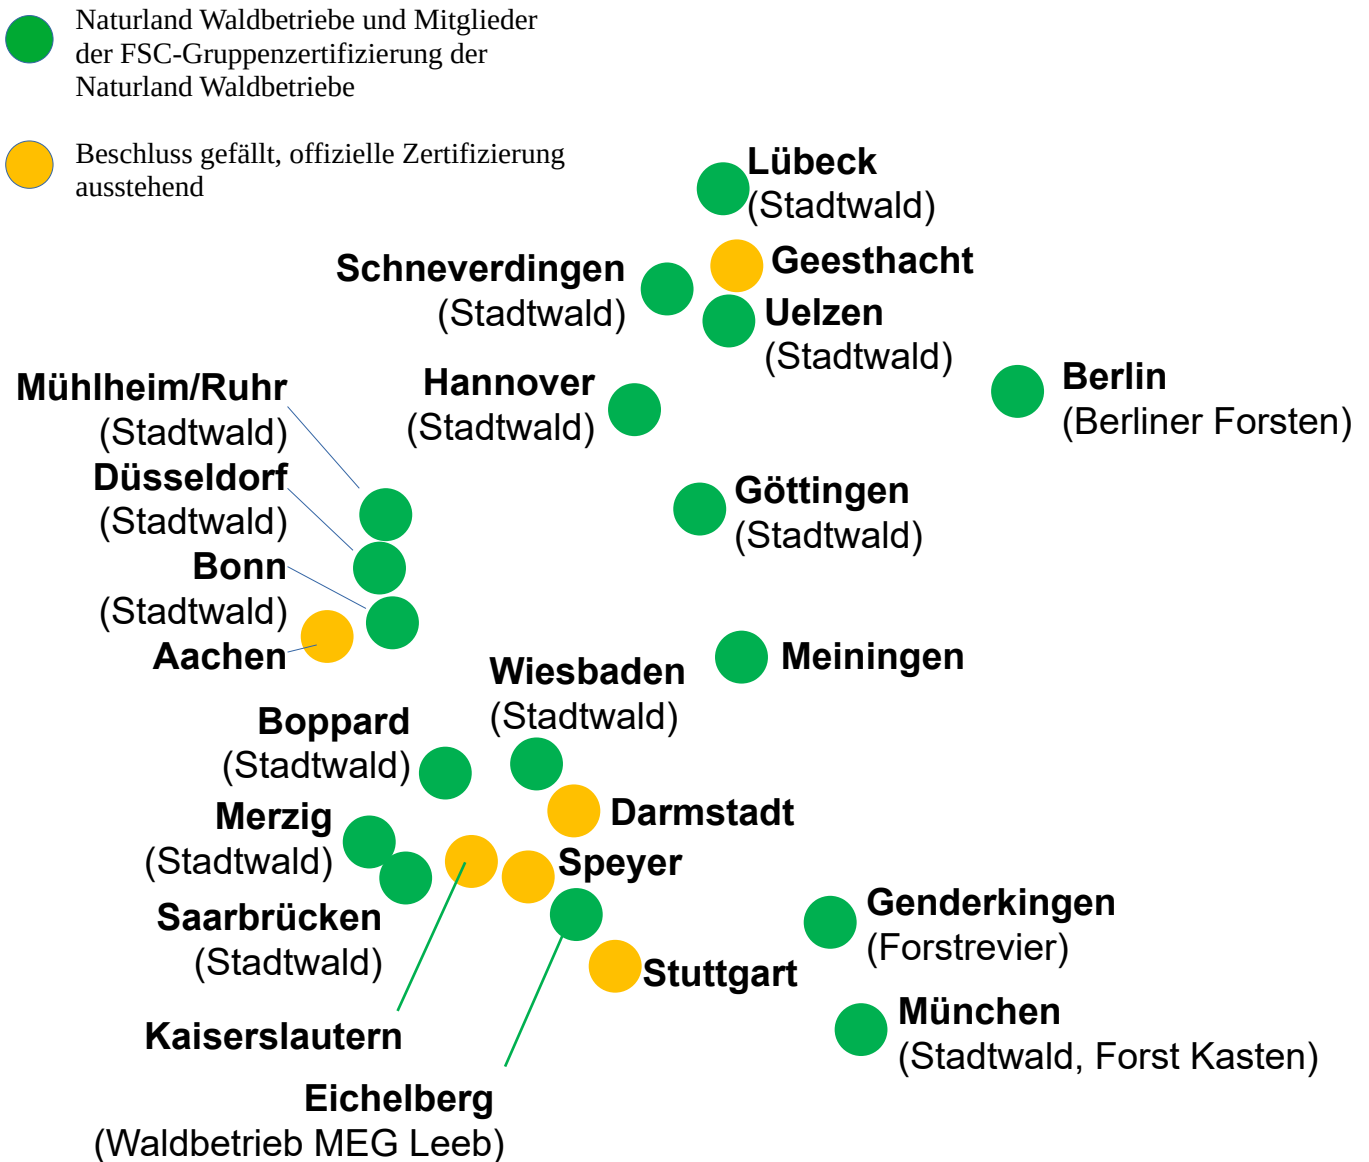 Naturland Waldbetriebe und Mitglieder
der FSC-Gruppenzertifizierung der
Naturland Waldbetriebe
Beschluss gefällt, offizielle Zertifizierung
ausstehend
Lübeck
(Stadtwald)
Geesthacht
Schneverdingen
(Stadtwald)
Uelzen
(Stadtwald)
Berlin
(Berliner Forsten)
Hannover
(Stadtwald)
Mühlheim/Ruhr
(Stadtwald)
Düsseldorf
(Stadtwald)
Bonn
(Stadtwald)
Aachen
Göttingen
(Stadtwald)
Meiningen
Wiesbaden
(Stadtwald)
Boppard
(Stadtwald)
Darmstadt
Merzig
(Stadtwald)
Speyer
Saarbrücken
(Stadtwald)
Genderkingen
(Forstrevier)
Stuttgart
München
(Stadtwald, Forst Kasten)
Kaiserslautern
Eichelberg
(Waldbetrieb MEG Leeb)